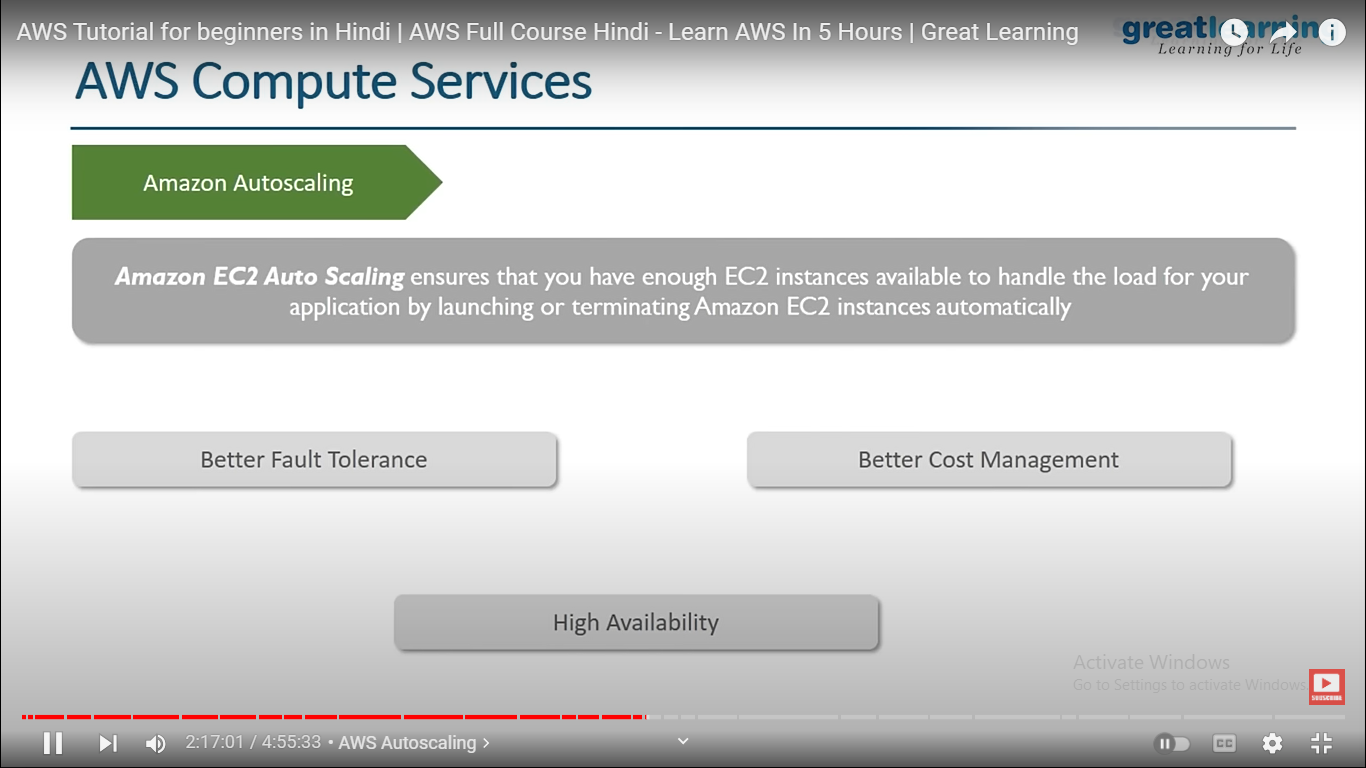 AWS Tutorial for beginners in Hindi | AWS Full Course Hindi - Learn AWS In 5 Hours | Great Learning
greatlearning
Learning for Life
AWS Compute Services
Amazon Autoscaling
Amazon EC2 Auto Scaling ensures that you have enough EC2 instances available to handle the load for your
application by launching or terminating Amazon EC2 instances automatically
Better Fault Tolerance
Better Cost Management
High Availability
Activate Windows
Go to Settings to activate Windows.
SUBSCRIBE
2:17:01 / 4:55:33 • AWS Autoscaling
CC